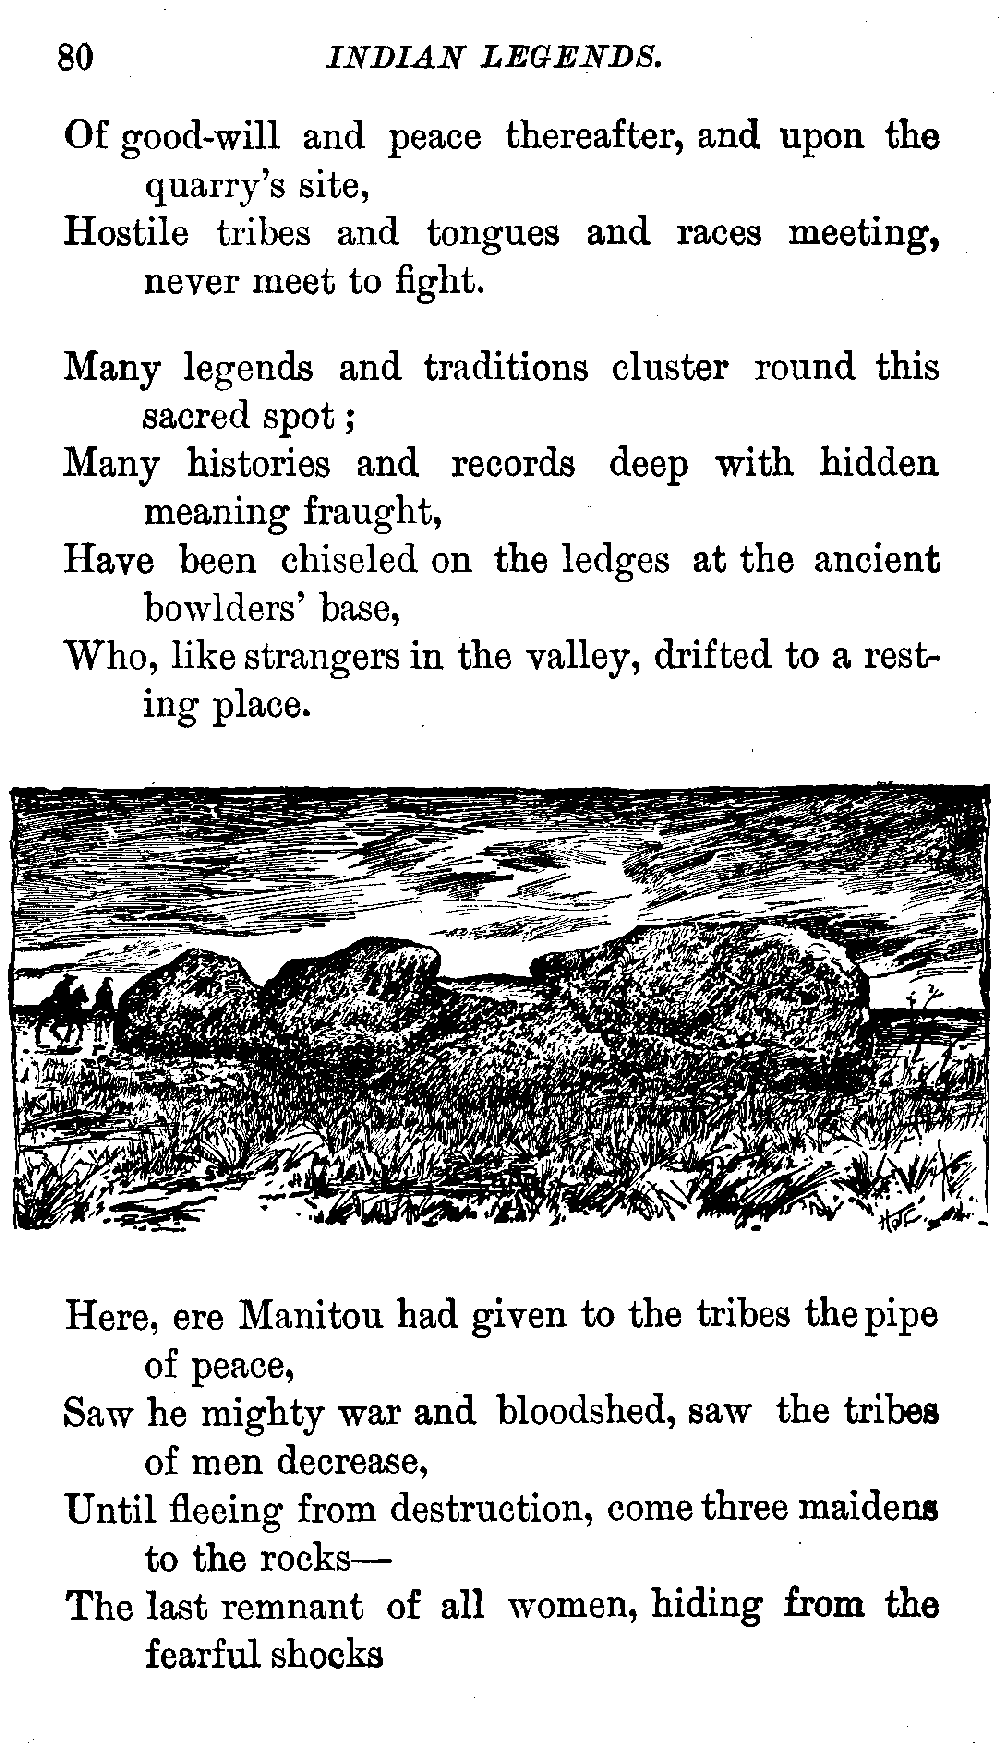 80 INDIAN LEGENDS.
Of good-will and peace thereafter, and upon the
quarry's site,
Hostile tribes and tongues and races meeting,
never meet to fight.
Many legends and traditions cluster round this
sacred spot ;
Many histories and records deep with hidden
meaning fraught,
Have been chiseled on the ledges at the ancient
bowlders' base,
Who, like strangers in the valley, drifted to a rest-
ing place.
Here, ere Manitou had given to the tribes the pipe
of peace,
Saw he mighty war and bloodshed, saw the tribes
of men decrease,
Until fleeing from destruction, come three maidens
to the rocks—
The last remnant of all women, hiding from the
fearful shocks